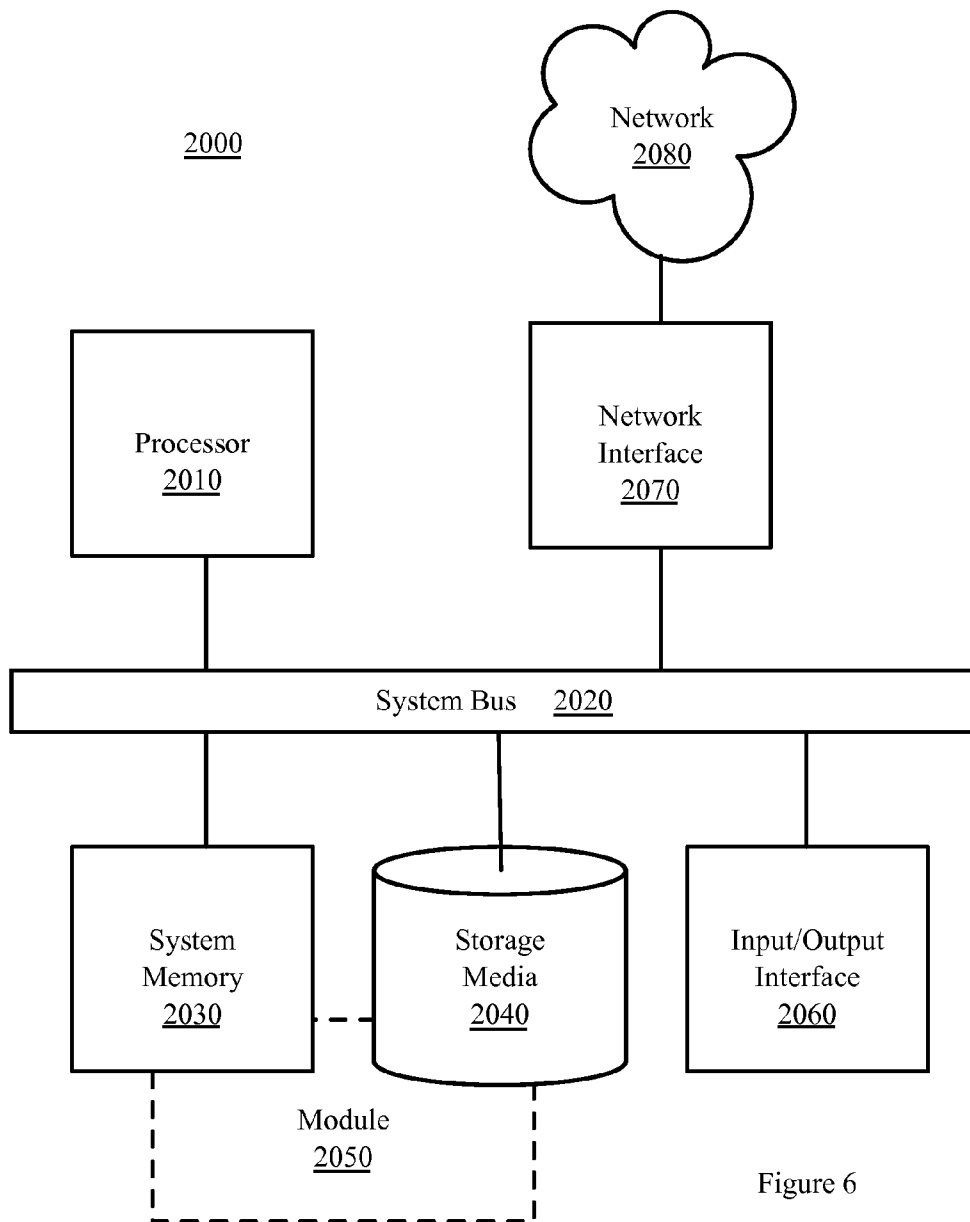 2000
Network
2080
Processor
2010
Network
Interface
2070
System Bus 2020
System
Memory
2030
Storage
Media
2040
Input/Output
Interface
2060
Module
2050
Figure 6